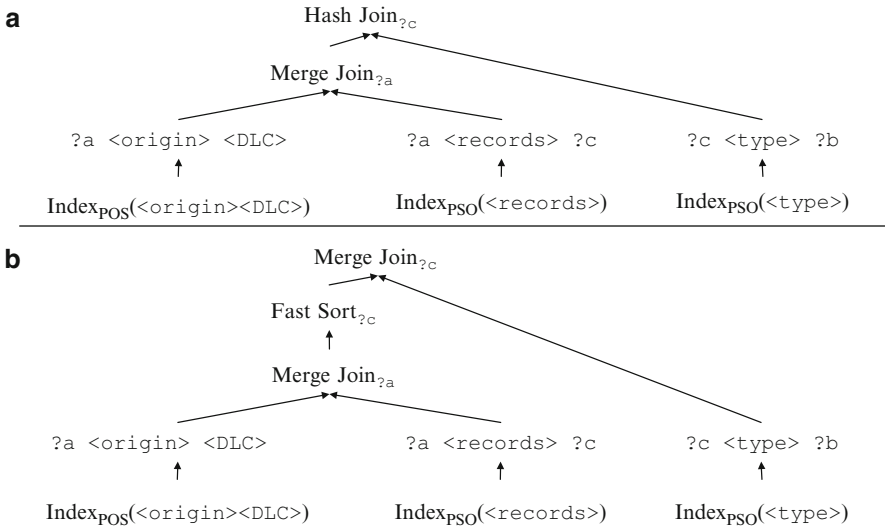 a
Hash Join?c
Merge Join?a
?a <origin> <DLC> ?a <records> ?c ?c <type> ?b
IndexPOS(<origin><DLC>) IndexPSO(<records>) IndexPSO(<type>)
b
Merge Join?c
Fast Sort?c
Merge Join?a
?a <origin> <DLC> ?a <records> ?c ?c <type> ?b
IndexPOS(<origin><DLC>) IndexPSO(<records>) IndexPSO(<type>)